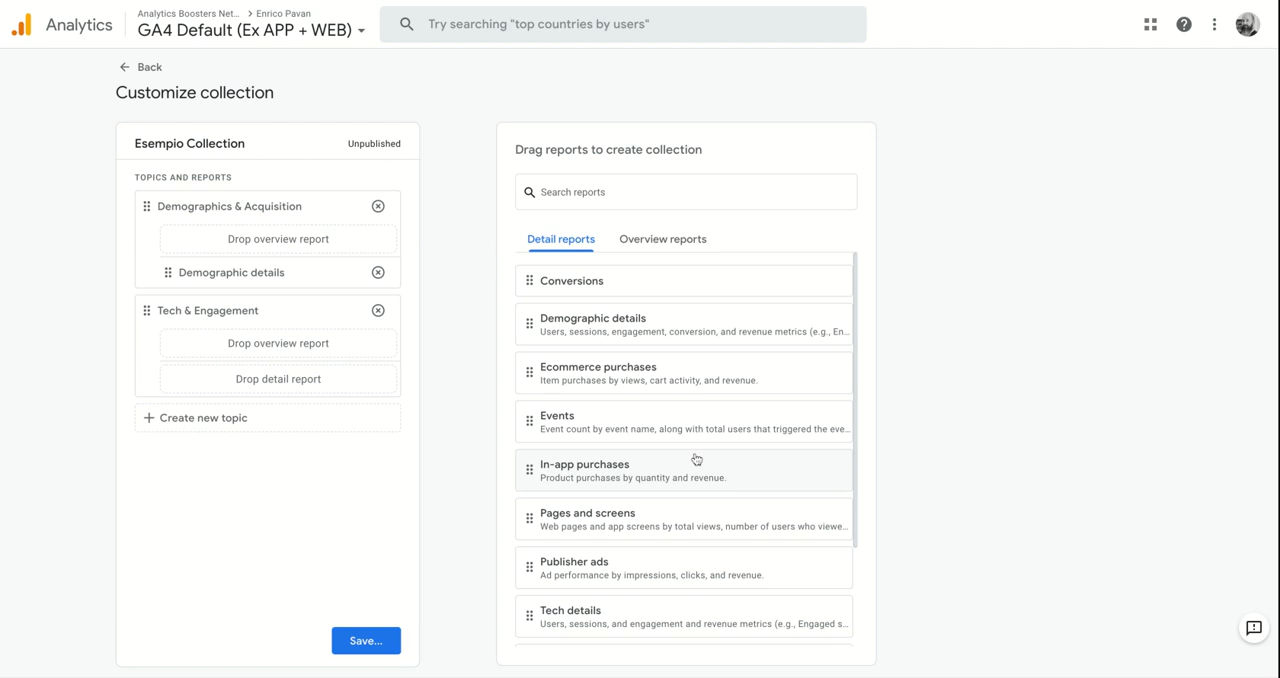 Analytics
Analytics Boosters Net... > Enrico Pavan
GA4 Default (Ex APP + WEB)
Try searching "top countries by users"
Back
Customize collection
Esempio Collection
Unpublished
TOPICS AND REPORTS
Demographics & Acquisition
Drop overview report
Demographic details
Tech & Engagement
Drop overview report
Drop detail report
Create new topic
Save...
Drag reports to create collection
Search reports
Detail reports
Overview reports
Conversions
Demographic details
Users, sessions, engagement, conversion, and revenue metrics (e.g., En...
Ecommerce purchases
Item purchases by views, cart activity, and revenue.
Events
Event count by event name, along with total users that triggered the eve...
In-app purchases
Product purchases by quantity and revenue.
Pages and screens
Web pages and app screens by total views, number of users who viewe...
Publisher ads
Ad performance by impressions, clicks, and revenue.
Tech details
Users, sessions, and engagement and revenue metrics (e.g., Engaged s...